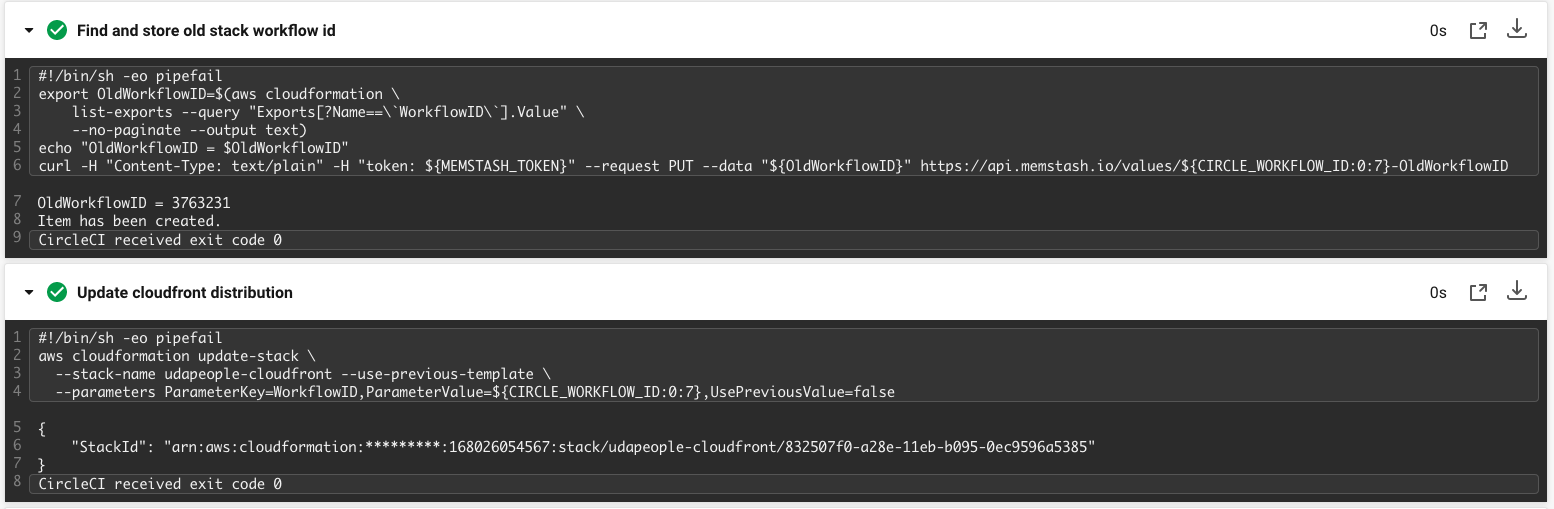 Find and store old stack workflow id
0s
1 #!/bin/sh -eo pipefail
2 export OldWorkflowID=$(aws cloudformation \
3     list-exports --query "Exports[?Name==\`WorkflowID\`].Value" \
4     --no-paginate --output text)
5 echo "OldWorkflowID = $OldWorkflowID"
6 curl -H "Content-Type: text/plain" -H "token: ${MEMSTASH_TOKEN}" --request PUT --data "${OldWorkflowID}" https://api.memstash.io/values/${CIRCLE_WORKFLOW_ID:0:7}-OldWorkflowID
7 OldWorkflowID = 3763231
8 Item has been created.
9 CircleCI received exit code 0
Update cloudfront distribution
0s
1 #!/bin/sh -eo pipefail
2 aws cloudformation update-stack \
3   --stack-name udapeople-cloudfront --use-previous-template \
4   --parameters ParameterKey=WorkflowID,ParameterValue=${CIRCLE_WORKFLOW_ID:0:7},UsePreviousValue=false
5 {
6     "StackId": "arn:aws:cloudformation:*********:168026054567:stack/udapeople-cloudfront/832507f0-a28e-11eb-b095-0ec9596a5385"
7 }
8 CircleCI received exit code 0